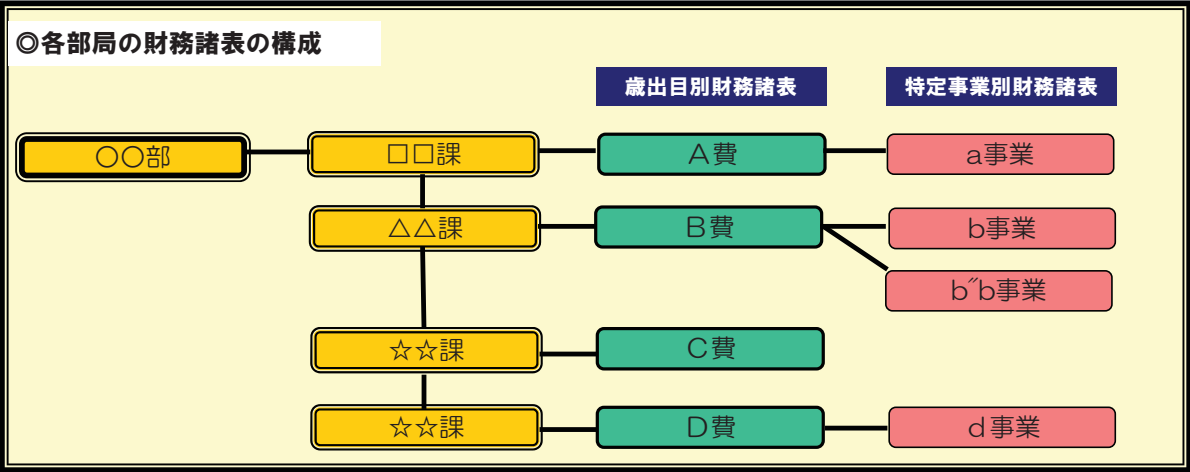 ◎各部局の財務諸表の構成
歳出目別財務諸表
特定事業別財務諸表
〇〇部
□□課
A費
a事業
△△課
B費
b事業
b˝b事業
☆☆課
C費
☆☆課
D費
d事業